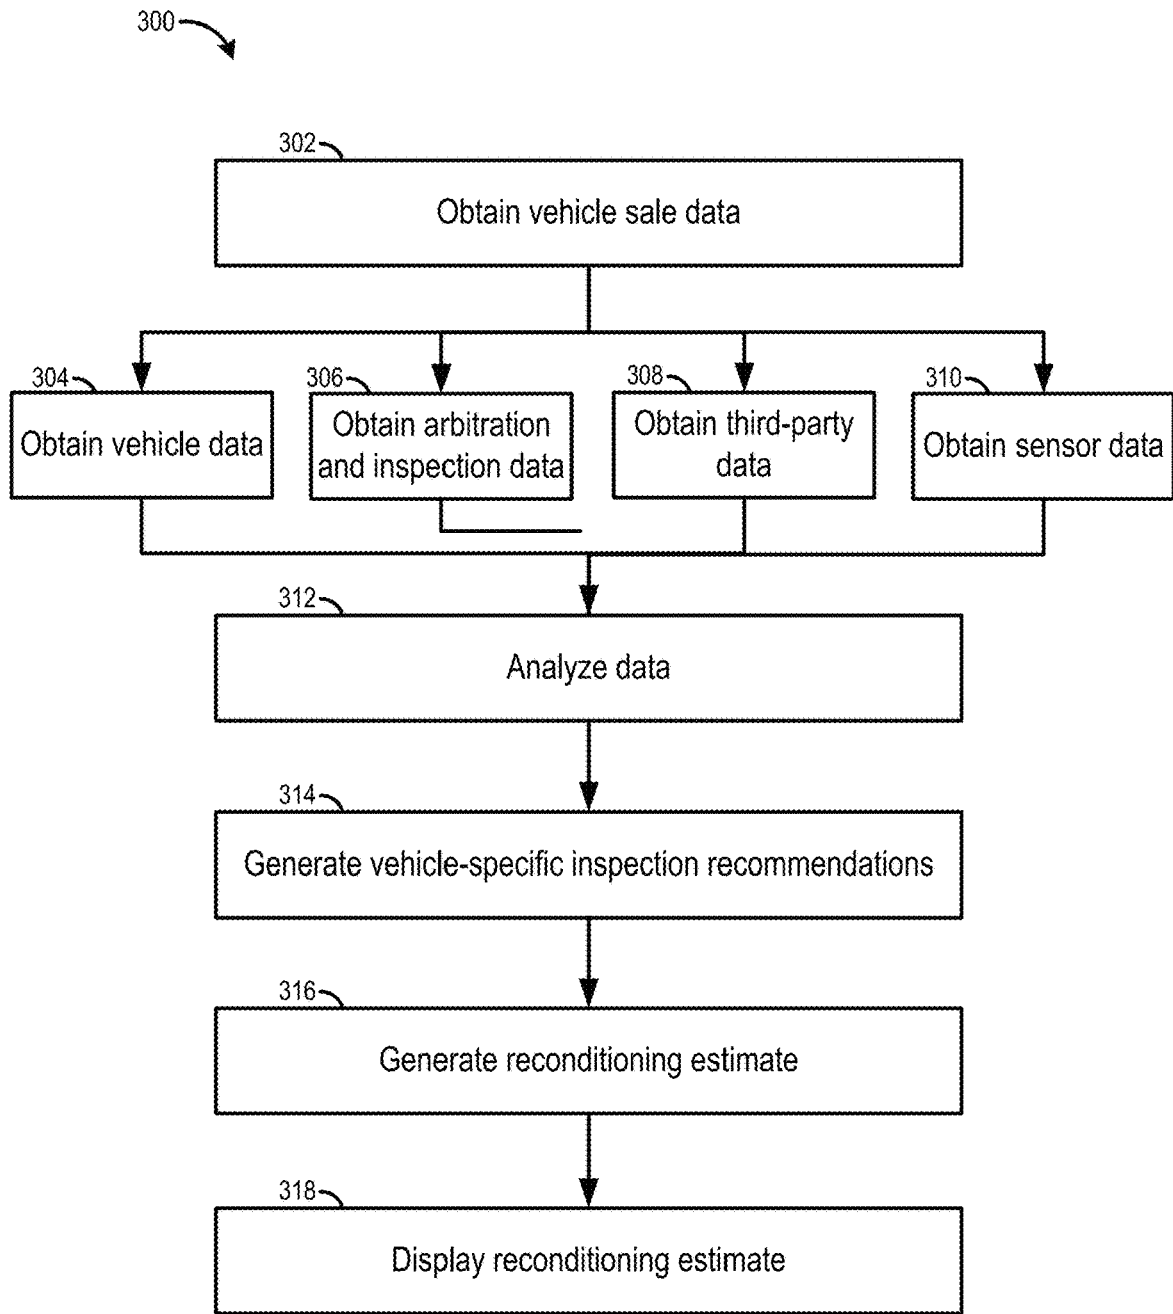 300
302
Obtain vehicle sale data
304
306
308
310
Obtain vehicle data
Obtain arbitration
and inspection data
Obtain third-party
data
Obtain sensor data
312
Analyze data
314
Generate vehicle-specific inspection recommendations
316
Generate reconditioning estimate
318
Display reconditioning estimate